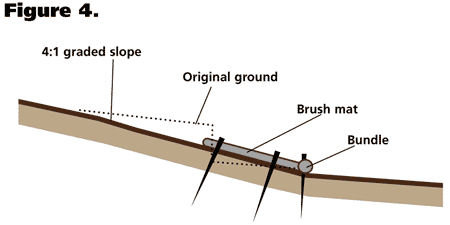 Figure 4.
4:1 graded slope
Original ground
Brush mat
Bundle